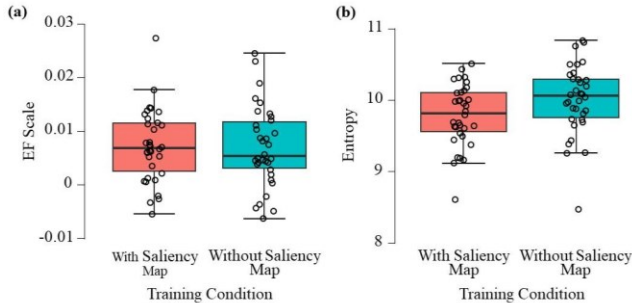 (a)
0.03
0.02
0.01
0
-0.01
EF Scale
With Saliency
Map
Without Saliency
Map
Training Condition
(b)
11
10
9
8
Entropy
With Saliency
Map
Without Saliency
Map
Training Condition